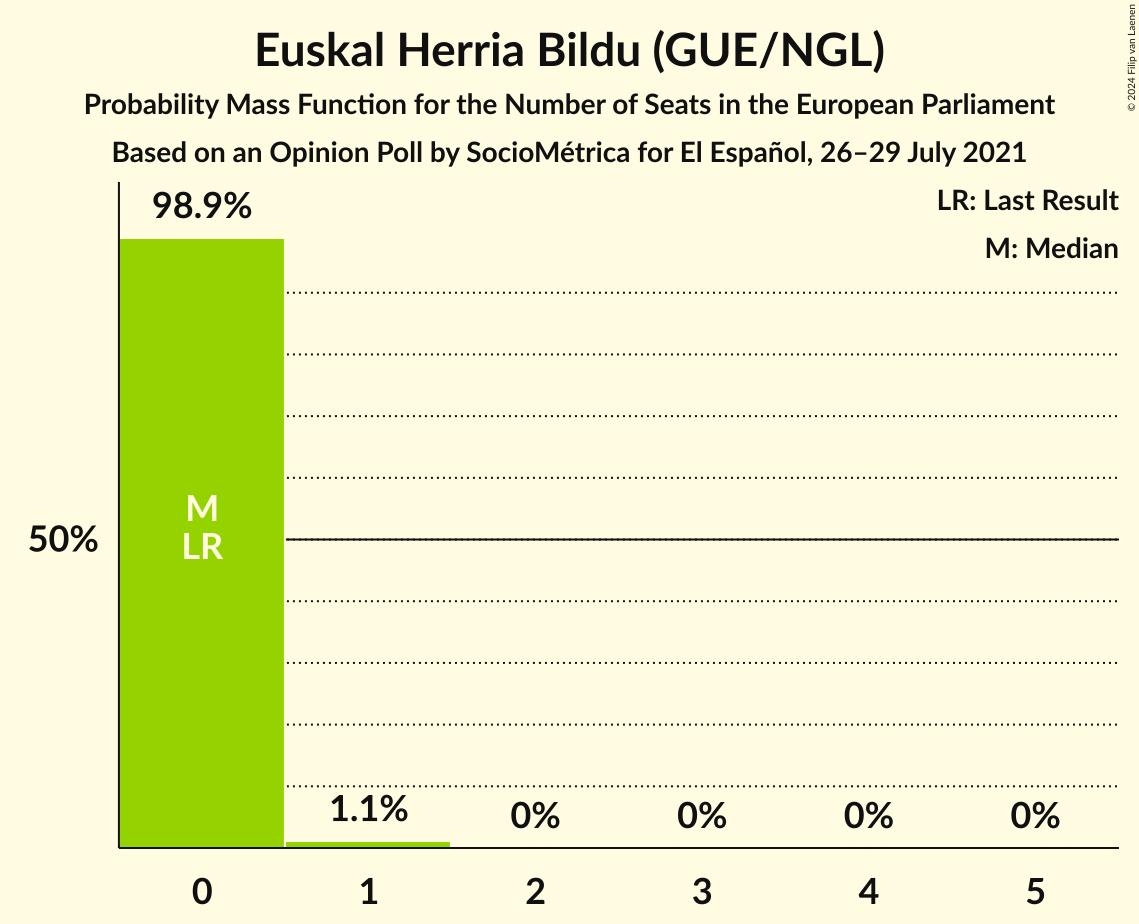 Euskal Herria Bildu (GUE/NGL)
Probability Mass Function for the Number of Seats in the European Parliament
Based on an Opinion Poll by SocioMétrica for El Español, 26–29 July 2021
© 2024 Filip van Laenen
LR: Last Result
M: Median
98.9%
M
LR
50%
1.1%
0%
0%
0%
0%
0
1
2
3
4
5